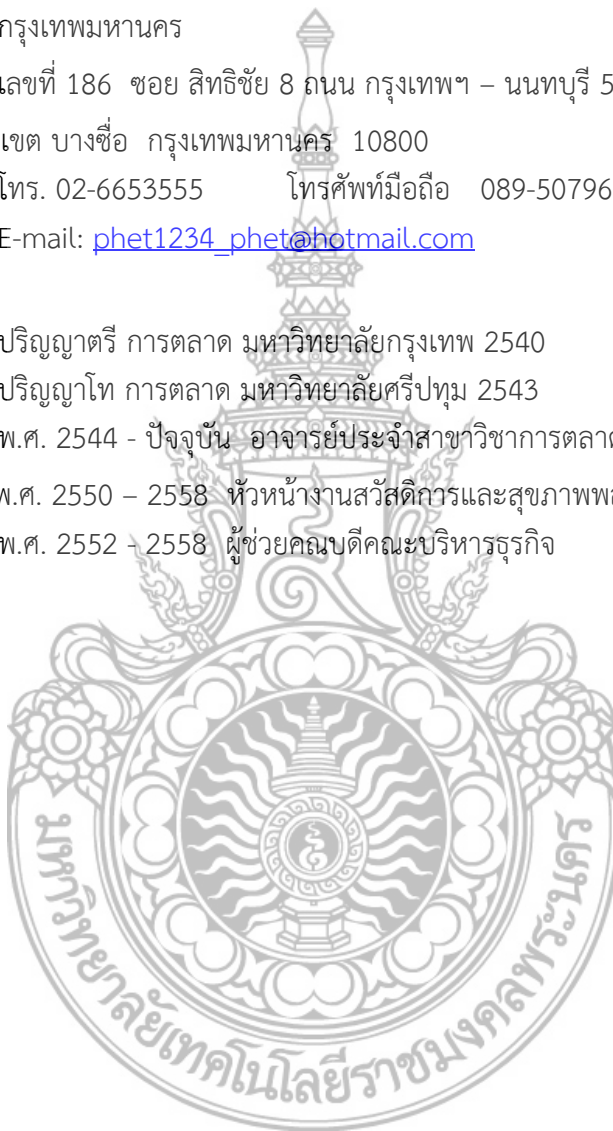 กรุงเทพมหานคร
เลขที่ 186 ซอย สิทธิชัย 8 ถนน กรุงเทพฯ – นนทบุรี 5
เขต บางซื่อ กรุงเทพมหานคร 10800
โทร. 02-6653555 โทรศัพท์มือถือ 089-50796
E-mail: phet1234_phet@hotmail.com
ปริญญาตรี การตลาด มหาวิทยาลัยกรุงเทพ 2540
ปริญญาโท การตลาด มหาวิทยาลัยศรีปทุม 2543
พ.ศ. 2544 - ปัจจุบัน อาจารย์ประจำสาขาวิชาการตลาด
พ.ศ. 2550 – 2558 หัวหน้างานสวัสดิการและสุขภาพพล
พ.ศ. 2552 - 2558 ผู้ช่วยคณบดีคณะบริหารธุรกิจ
มหาวิทยาลัยเทคโนโลยีราชมงคลพระนคร